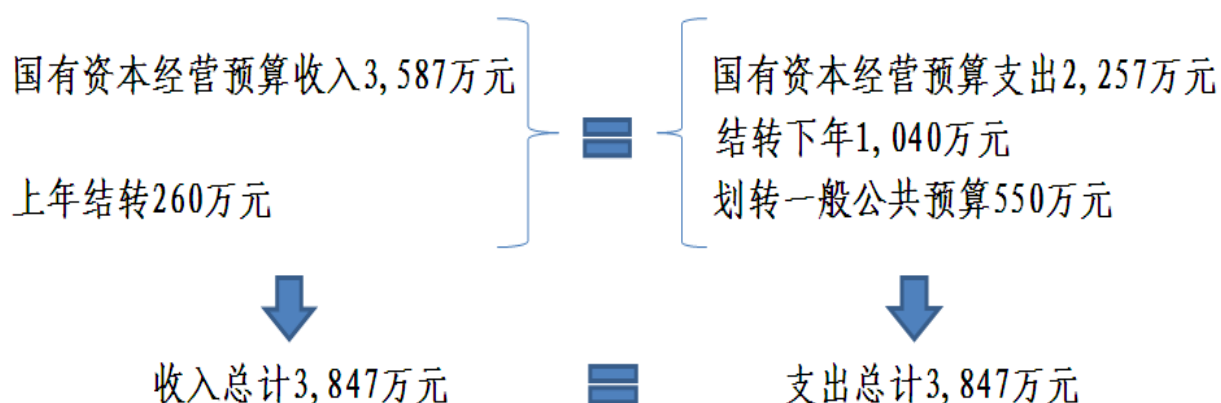 国有资本经营预算收入3,587万元
上年结转260万元
国有资本经营预算支出2,257万元
结转下年1,040万元
划转一般公共预算550万元
收入总计3,847万元
支出总计3,847万元